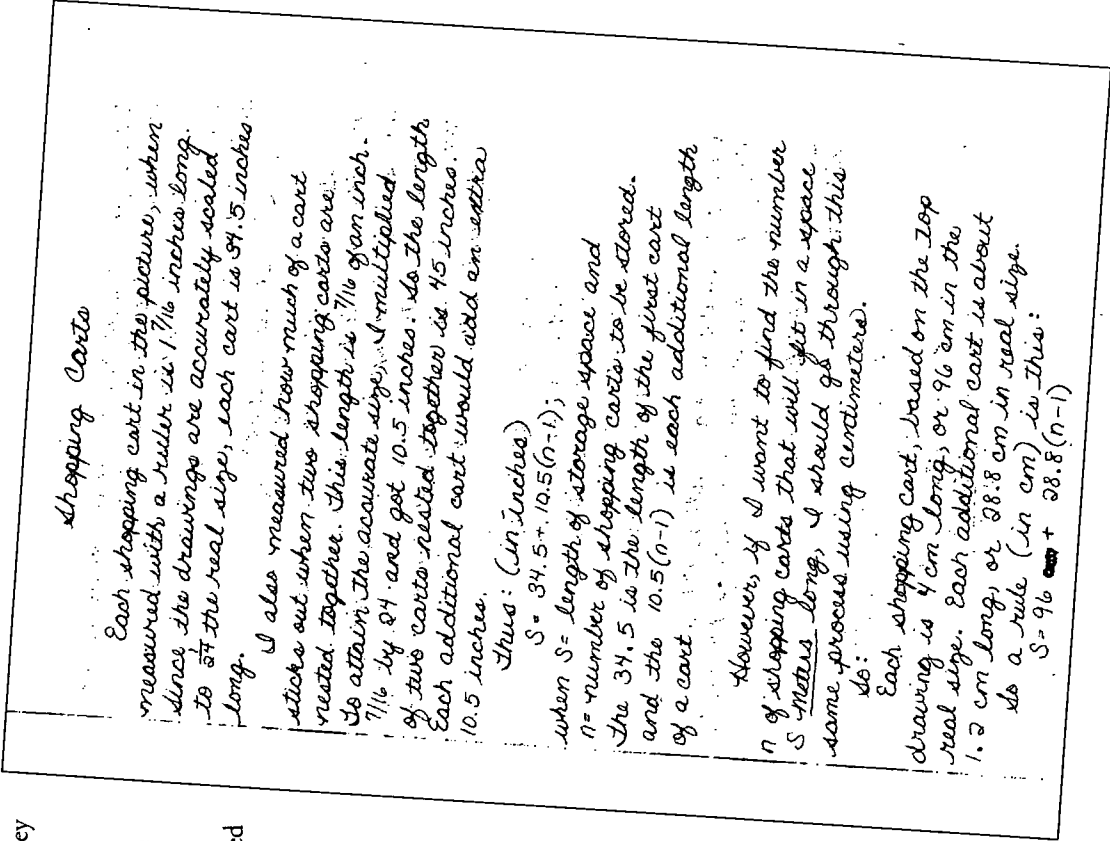 ey
ed
Shopping Carts
Each shopping cart in the picture, when
measured with a ruler is 1 7/16 inches long.
Since the drawings are accurately scaled
to 1/24 the real size, each cart is 34.5 inches
long.
I also measured how much of a cart
sticks out when two shopping carts are
nested together. This length is 7/16 of an inch.
To attain the accurate size, I multiplied
7/16 by 24 and got 10.5 inches. So the length
of two carts nested together is 45 inches.
Each additional cart would add an extra
10.5 inches.
Thus: (in inches)
S = 34.5 + 10.5(n-1);
when S = length of storage space and
n = number of shopping carts to be stored.
The 34.5 is the length of the first cart
and the 10.5(n-1) is each additional length
of a cart.
However, if I want to find the number
n of shopping carts that will fit in a space
S meters long, I should go through this
same process using centimeters.
So:
Each shopping cart, based on the top
drawing is 4 cm long, or 96 cm in the
real size. Each additional cart is about
1.2 cm long, or 28.8 cm in real size.
So a rule (in cm) is this:
S = 96 + 28.8(n-1)